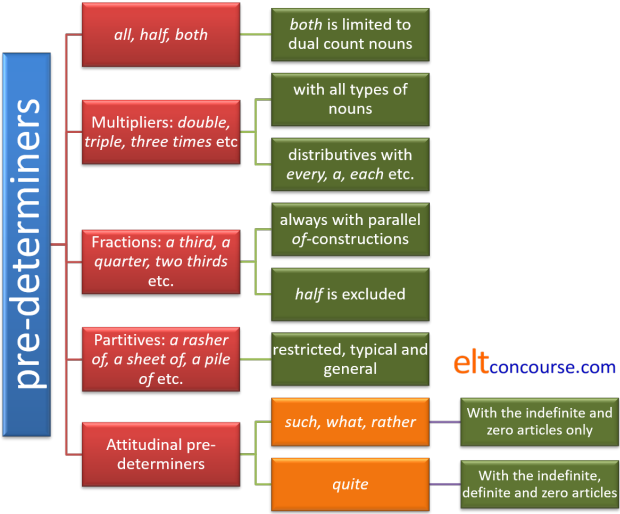 pre-determiners
all, half, both
both is limited to
dual count nouns
Multipliers: double,
triple, three times etc
with all types of
nouns
distributives with
every, a, each etc.
Fractions: a third, a
quarter, two thirds
etc.
always with parallel
of-constructions
half is excluded
Partitives: a rasher
of, a sheet of, a pile
of etc.
restricted, typical and
general
Attitudinal pre-
determiners
such, what, rather
With the indefinite and
zero articles only
quite
With the indefinite,
definite and zero articles
eltconcourse.com